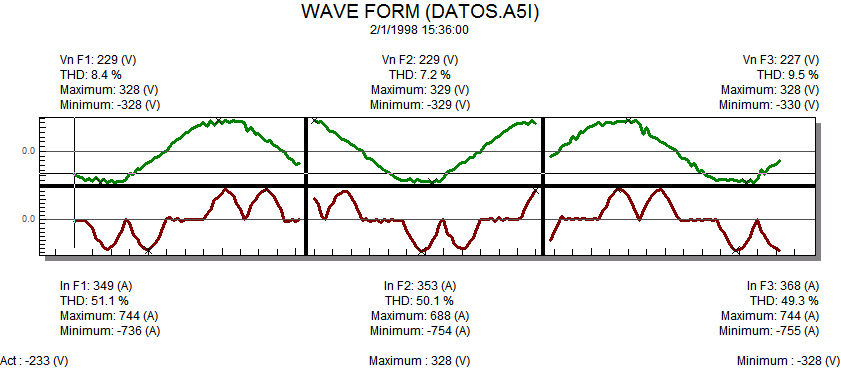 WAVE FORM (DATOS.A5I)
2/1/1998 15:36:00
Vn F1: 229 (V)
THD: 8.4 %
Maximum: 328 (V)
Minimum: -328 (V)
Vn F2: 229 (V)
THD: 7.2 %
Maximum: 329 (V)
Minimum: -329 (V)
Vn F3: 227 (V)
THD: 9.5 %
Maximum: 328 (V)
Minimum: -330 (V)
0.0
0.0
In F1: 349 (A)
THD: 51.1 %
Maximum: 744 (A)
Minimum: -736 (A)
In F2: 353 (A)
THD: 50.1 %
Maximum: 688 (A)
Minimum: -754 (A)
In F3: 368 (A)
THD: 49.3 %
Maximum: 744 (A)
Minimum: -755 (A)
Act : -233 (V)
Maximum : 328 (V)
Minimum : -328 (V)